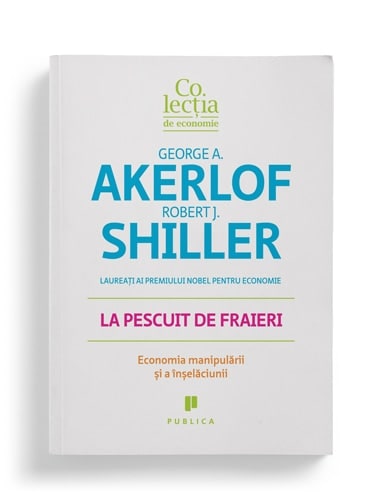 Co.
lecția
de economie
GEORGE A.
AKERLOF
ROBERT J.
SHILLER
LAUREAȚI AI PREMIULUI NOBEL PENTRU ECONOMIE
LA PESCUIT DE FRAIERI
Economia manipulării
și a înșelăciunii
PUBLICA